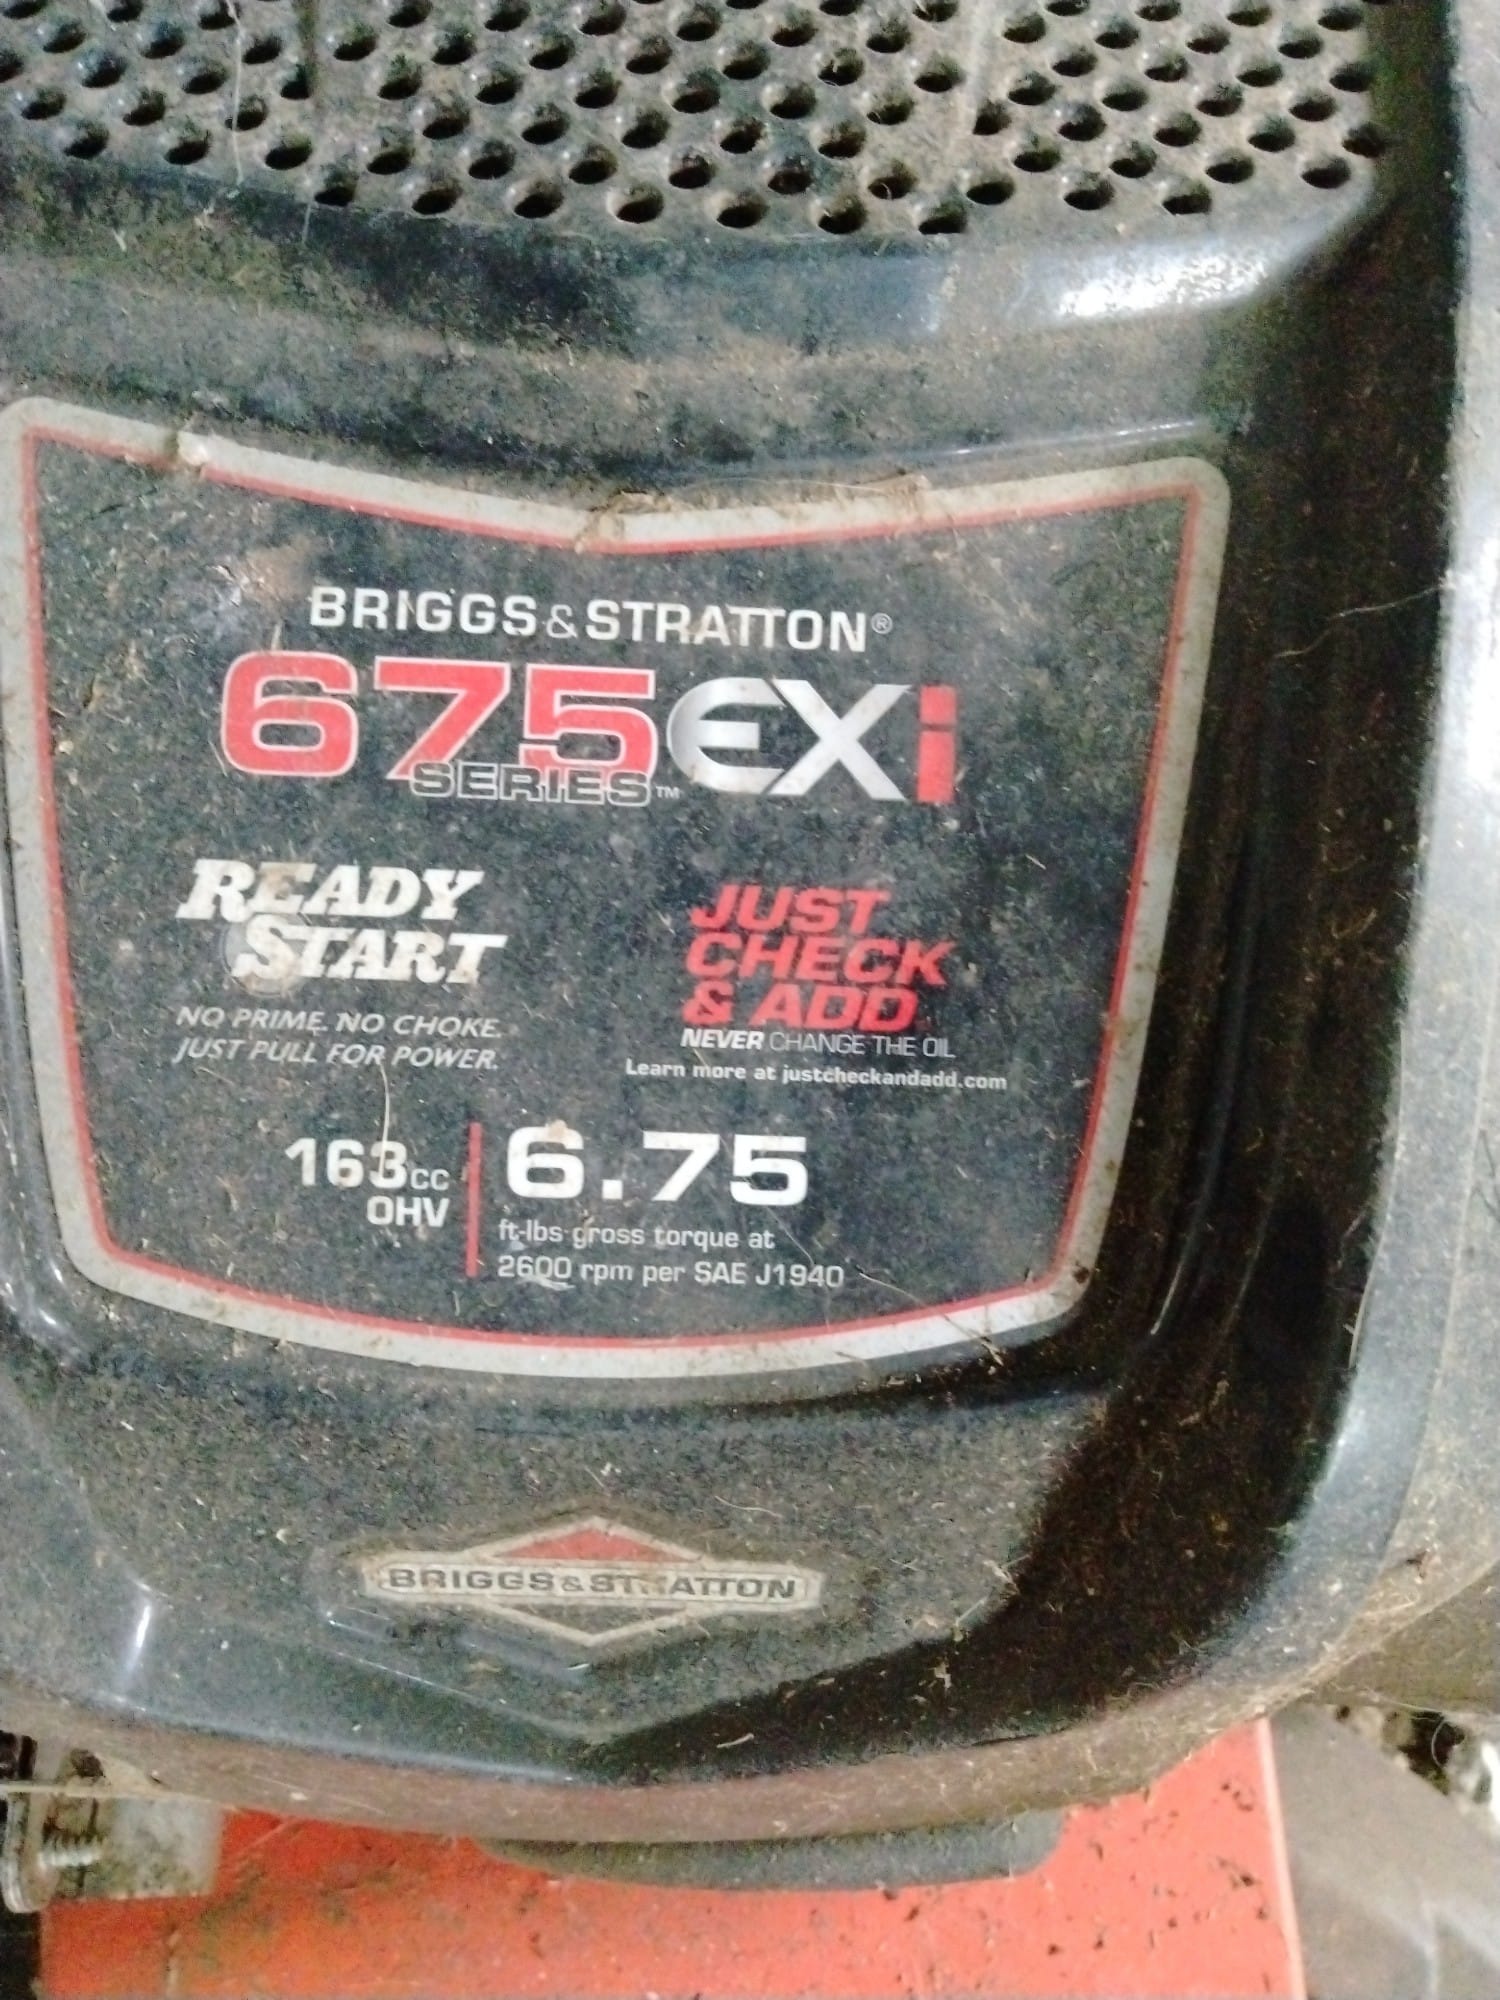 BRIGGS & STRATTON®
675 EXi
SERIES™
READY
START
NO PRIME. NO CHOKE.
JUST PULL FOR POWER.
JUST
CHECK
& ADD
NEVER CHANGE THE OIL
Learn more at justcheckandadd.com
163cc
OHV
6.75
ft-lbs gross torque at
2600 rpm per SAE J1940
BRIGGS & STRATTON